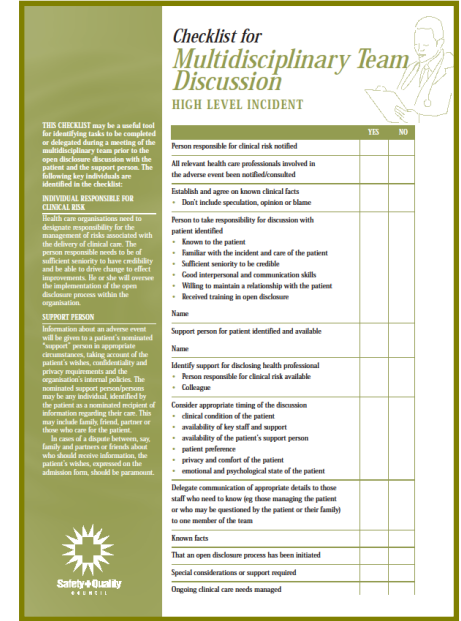 Checklist for
Multidisciplinary Team
Discussion
HIGH LEVEL INCIDENT
THIS CHECKLIST may be a useful tool
for identifying tasks to be completed
or delegated during a meeting of the
multidisciplinary team prior to the
open disclosure discussion with the
patient and the support person. The
following key individuals are
identified in the checklist:
INDIVIDUAL RESPONSIBLE FOR
CLINICAL RISK
Health care organisations need to
designate responsibility for the
management of risks associated with
the delivery of clinical care. The
person responsible needs to be of
sufficient seniority to have credibility
and be able to drive change to effect
improvements. He or she will oversee
the implementation of the open
disclosure process within the
organisation.
SUPPORT PERSON
Information about an adverse event
will be given to a patient's nominated
"support" person in appropriate
circumstances, taking account of the
patient's wishes, confidentiality and
privacy requirements and the
organisation's internal policies. The
nominated support person/persons
may be any individual, identified by
the patient as a nominated recipient of
information regarding their care. This
may include family, friend, partner or
those who care for the patient.
In cases of a dispute between, say,
family and partners or friends about
who should receive information, the
patient's wishes, expressed on the
admission form, should be paramount.
Safety+Quality
COUNCIL
YES NO
Person responsible for clinical risk notified
All relevant health care professionals involved in
the adverse event been notified/consulted
Establish and agree on known clinical facts
• Don't include speculation, opinion or blame
Person to take responsibility for discussion with
patient identified
• Known to the patient
• Familiar with the incident and care of the patient
• Sufficient seniority to be credible
• Good interpersonal and communication skills
• Willing to maintain a relationship with the patient
• Received training in open disclosure
Name
Support person for patient identified and available
Name
Identify support for disclosing health professional
• Person responsible for clinical risk available
• Colleague
Consider appropriate timing of the discussion
• clinical condition of the patient
• availability of key staff and support
• availability of the patient's support person
• patient preference
• privacy and comfort of the patient
• emotional and psychological state of the patient
Delegate communication of appropriate details to those
staff who need to know (eg those managing the patient
or who may be questioned by the patient or their family)
to one member of the team
Known facts
That an open disclosure process has been initiated
Special considerations or support required
Ongoing clinical care needs managed